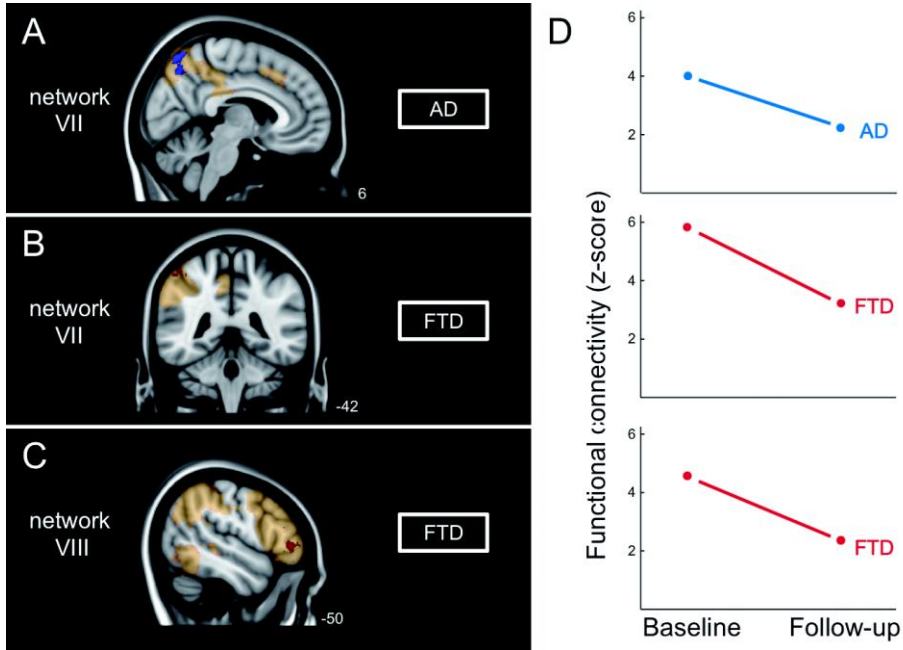 A
network
VII
AD
6
B
network
VII
FTD
-42
C
network
VIII
FTD
-50
D
Functional connectivity (z-score)
6
4
2
AD
6
4
2
FTD
6
4
2
FTD
Baseline
Follow-up